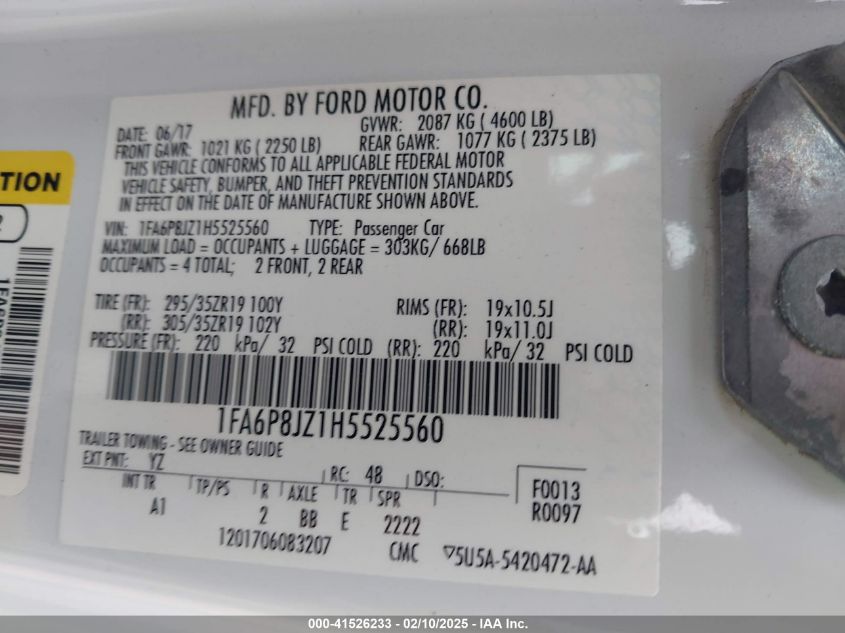 MFD. BY FORD MOTOR CO.
DATE: 06/17 GVWR: 2087 KG ( 4600 LB)
FRONT GAWR: 1021 KG ( 2250 LB) REAR GAWR: 1077 KG ( 2375 LB)
THIS VEHICLE CONFORMS TO ALL APPLICABLE FEDERAL MOTOR
VEHICLE SAFETY, BUMPER, AND THEFT PREVENTION STANDARDS
IN EFFECT ON THE DATE OF MANUFACTURE SHOWN ABOVE.
VIN: 1FA6P8JZ1H5525560 TYPE: Passenger Car
MAXIMUM LOAD = OCCUPANTS + LUGGAGE = 303KG/ 668LB
OCCUPANTS = 4 TOTAL; 2 FRONT, 2 REAR
TIRE (FR): 295/35ZR19 100Y RIMS (FR): 19x10.5J
(RR): 305/35ZR19 102Y (RR): 19x11.0J
PRESSURE (FR): 220 kPa/ 32 PSI COLD (RR): 220 kPa/ 32 PSI COLD
1FA6P8JZ1H5525560
TRAILER TOWING - SEE OWNER GUIDE
EXT PNT: YZ RC: 48 DSO:
INT TR TP/PS R AXLE TR SPR F0013
A1 2 BB E 2222 R0097
1201706083207 CMC ▽5U5A-5420472-AA
TION
2
000-41526233 - 02/10/2025 - IAA Inc.